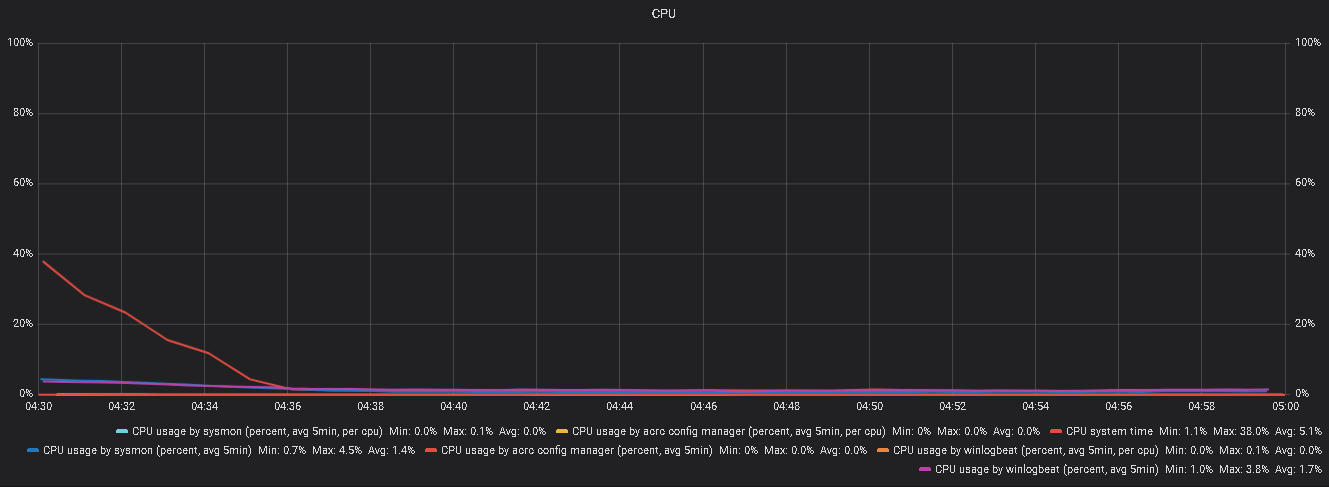 CPU
100% 100%
80% 80%
60% 60%
40% 40%
20% 20%
0% 0%
04:30 04:32 04:34 04:36 04:38 04:40 04:42 04:44 04:46 04:48 04:50 04:52 04:54 04:56 04:58 05:00
CPU usage by sysmon (percent, avg 5min, per cpu) Min: 0.0% Max: 0.1% Avg: 0.0% CPU usage by acrc config manager (percent, avg 5min, per cpu) Min: 0% Max: 0.0% Avg: 0.0% CPU system time Min: 1.1% Max: 38.0% Avg: 5.1%
CPU usage by sysmon (percent, avg 5min) Min: 0.7% Max: 4.5% Avg: 1.4% CPU usage by acrc config manager (percent, avg 5min) Min: 0% Max: 0.0% Avg: 0.0% CPU usage by winlogbeat (percent, avg 5min, per cpu) Min: 0.0% Max: 0.1% Avg: 0.0%
CPU usage by winlogbeat (percent, avg 5min) Min: 1.0% Max: 3.8% Avg: 1.7%